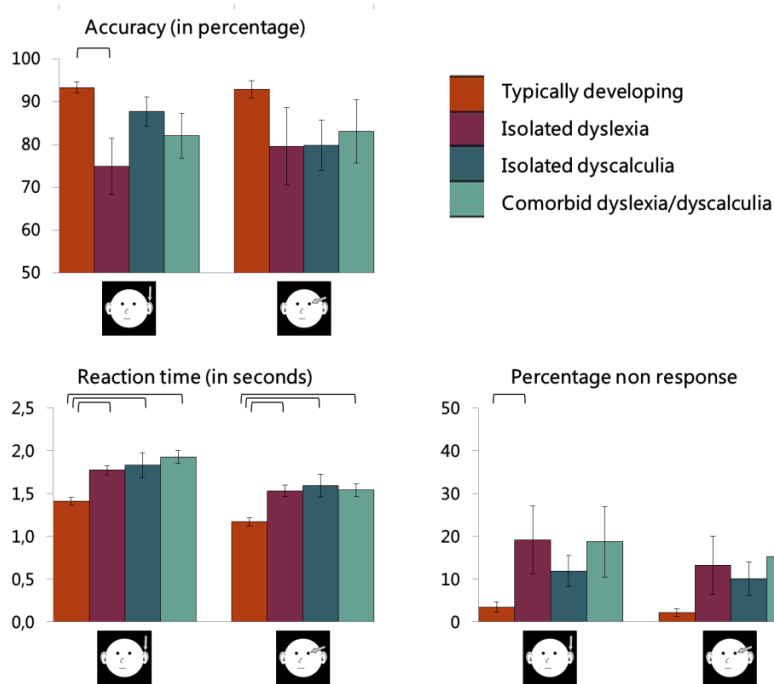 Accuracy (in percentage)
100
90
80
70
60
50
Typically developing
Isolated dyslexia
Isolated dyscalculia
Comorbid dyslexia/dyscalculia
Reaction time (in seconds)
2,5
2,0
1,5
1,0
0,5
0,0
Percentage non response
50
40
30
20
10
0